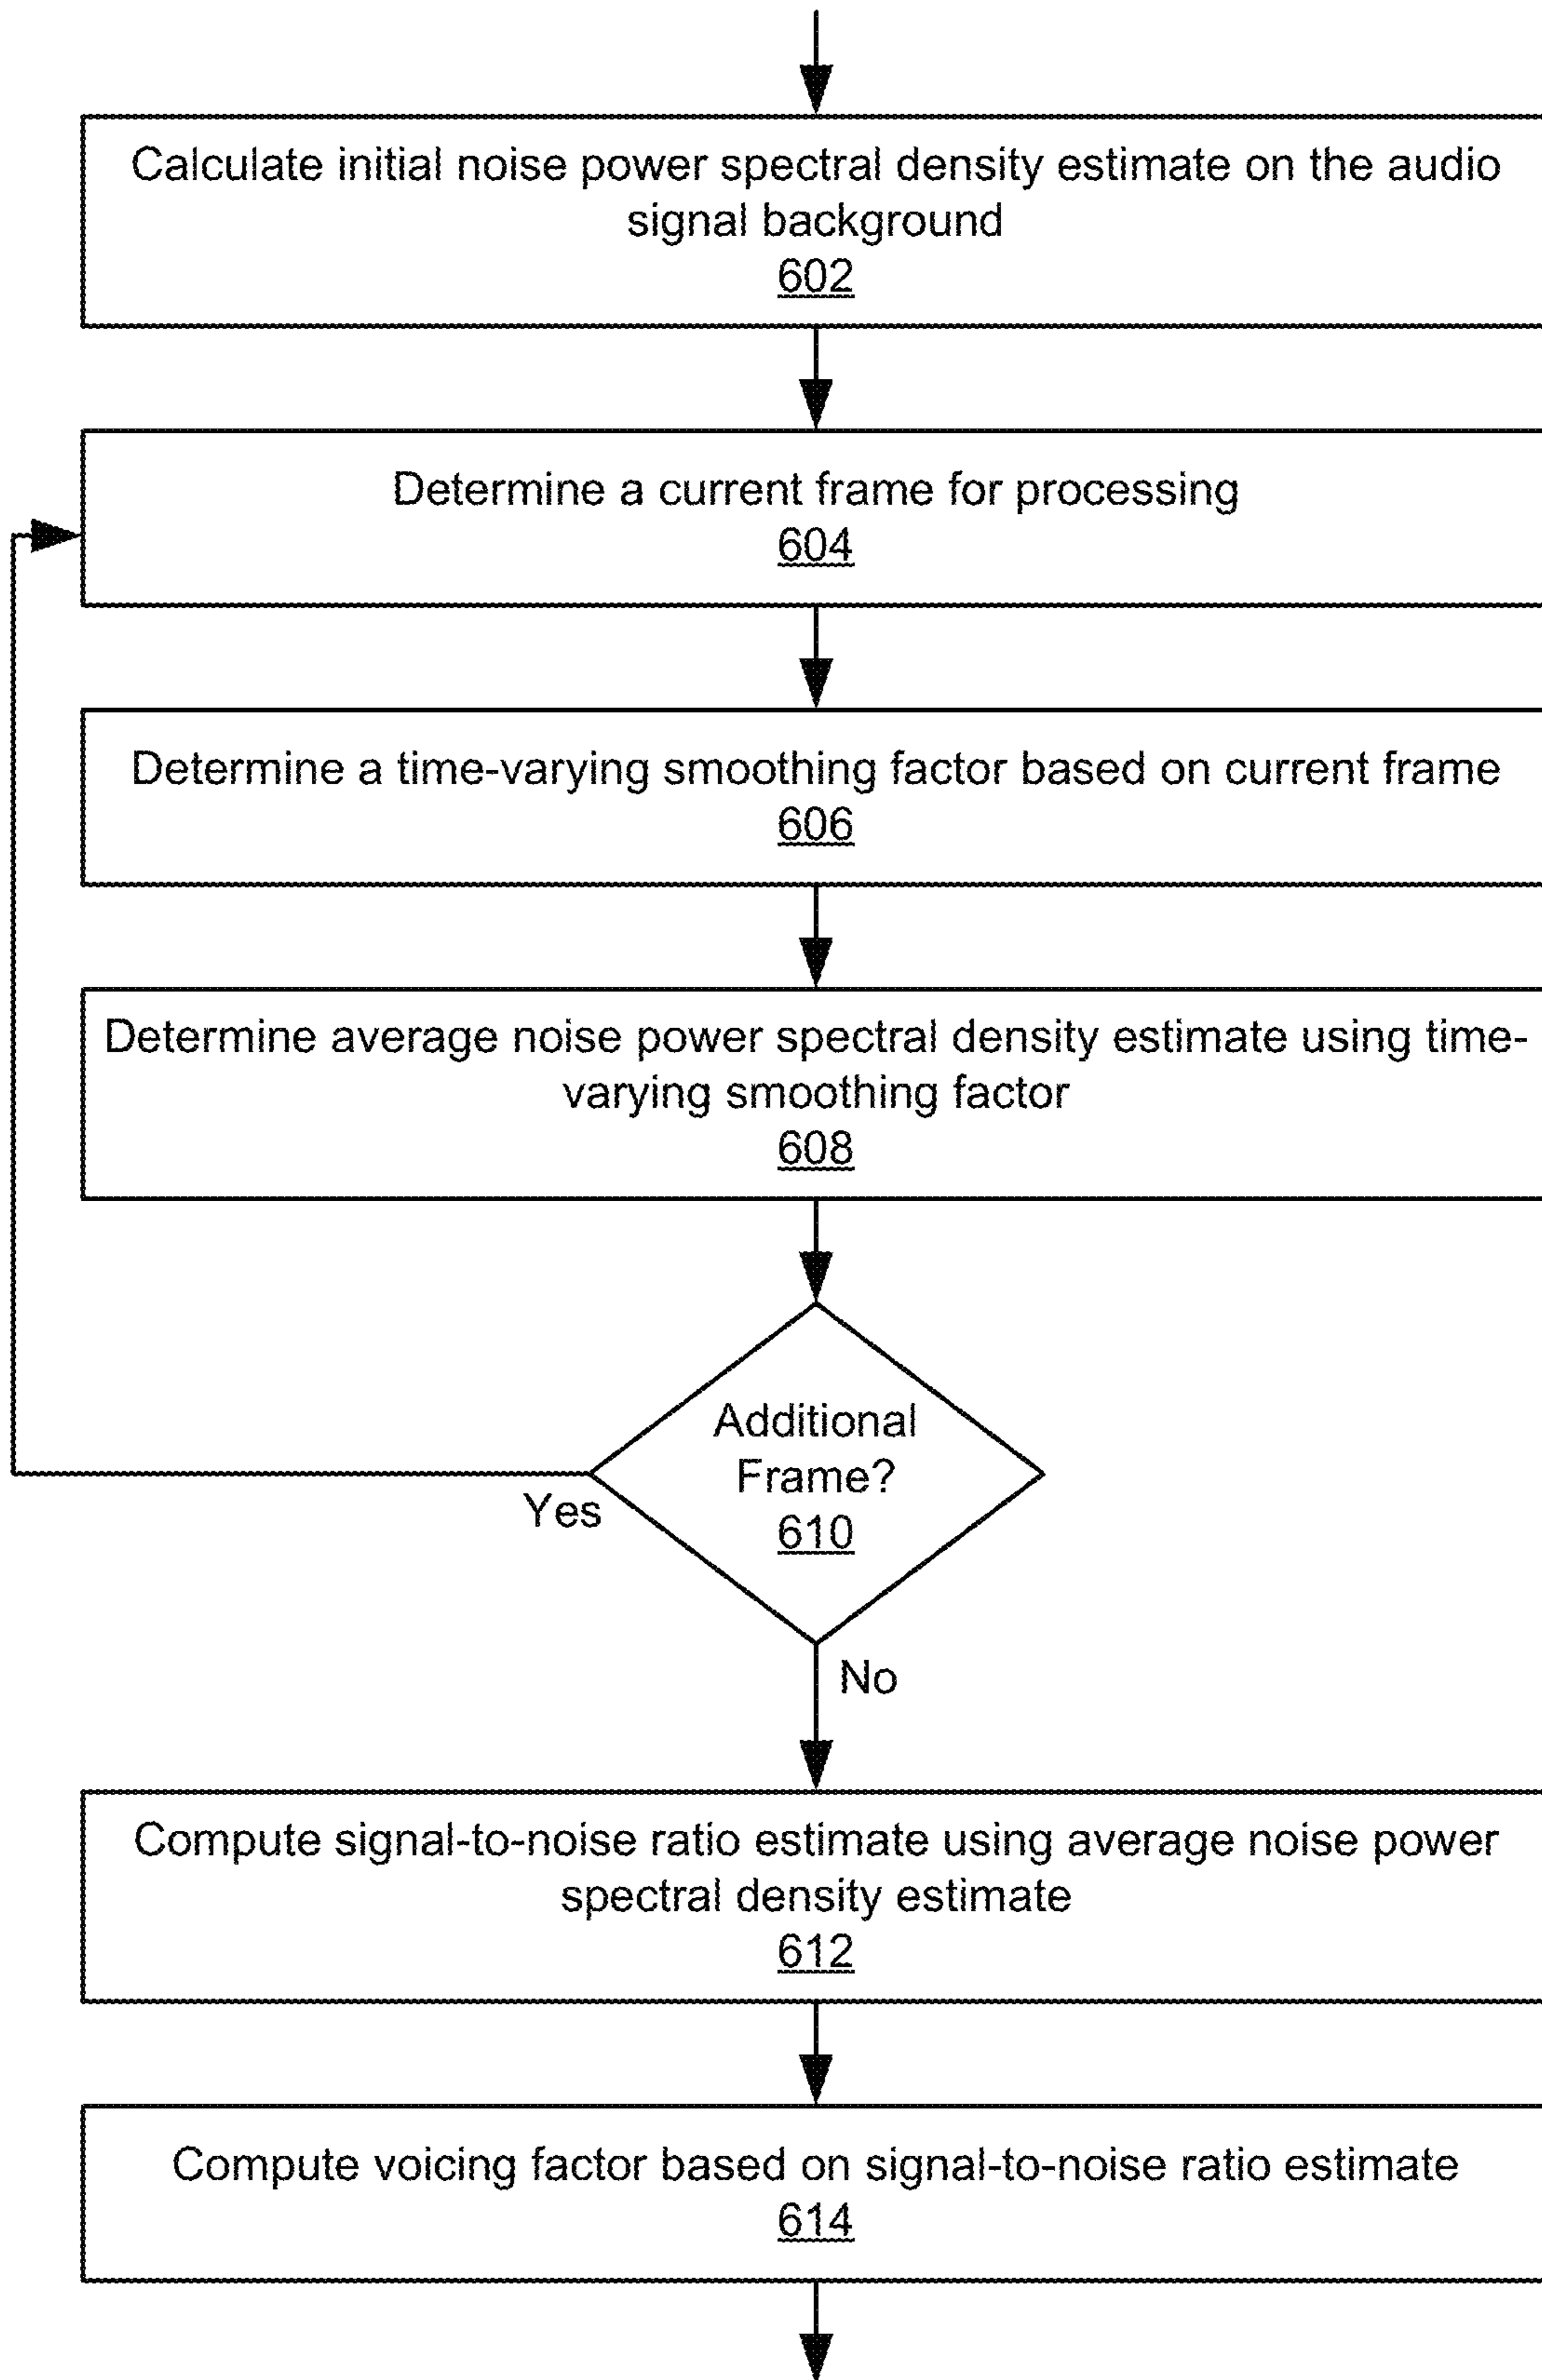 Calculate initial noise power spectral density estimate on the audio
signal background
602
Determine a current frame for processing
604
Determine a time-varying smoothing factor based on current frame
606
Determine average noise power spectral density estimate using time-
varying smoothing factor
608
Additional
Frame?
610
Yes
No
Compute signal-to-noise ratio estimate using average noise power
spectral density estimate
612
Compute voicing factor based on signal-to-noise ratio estimate
614